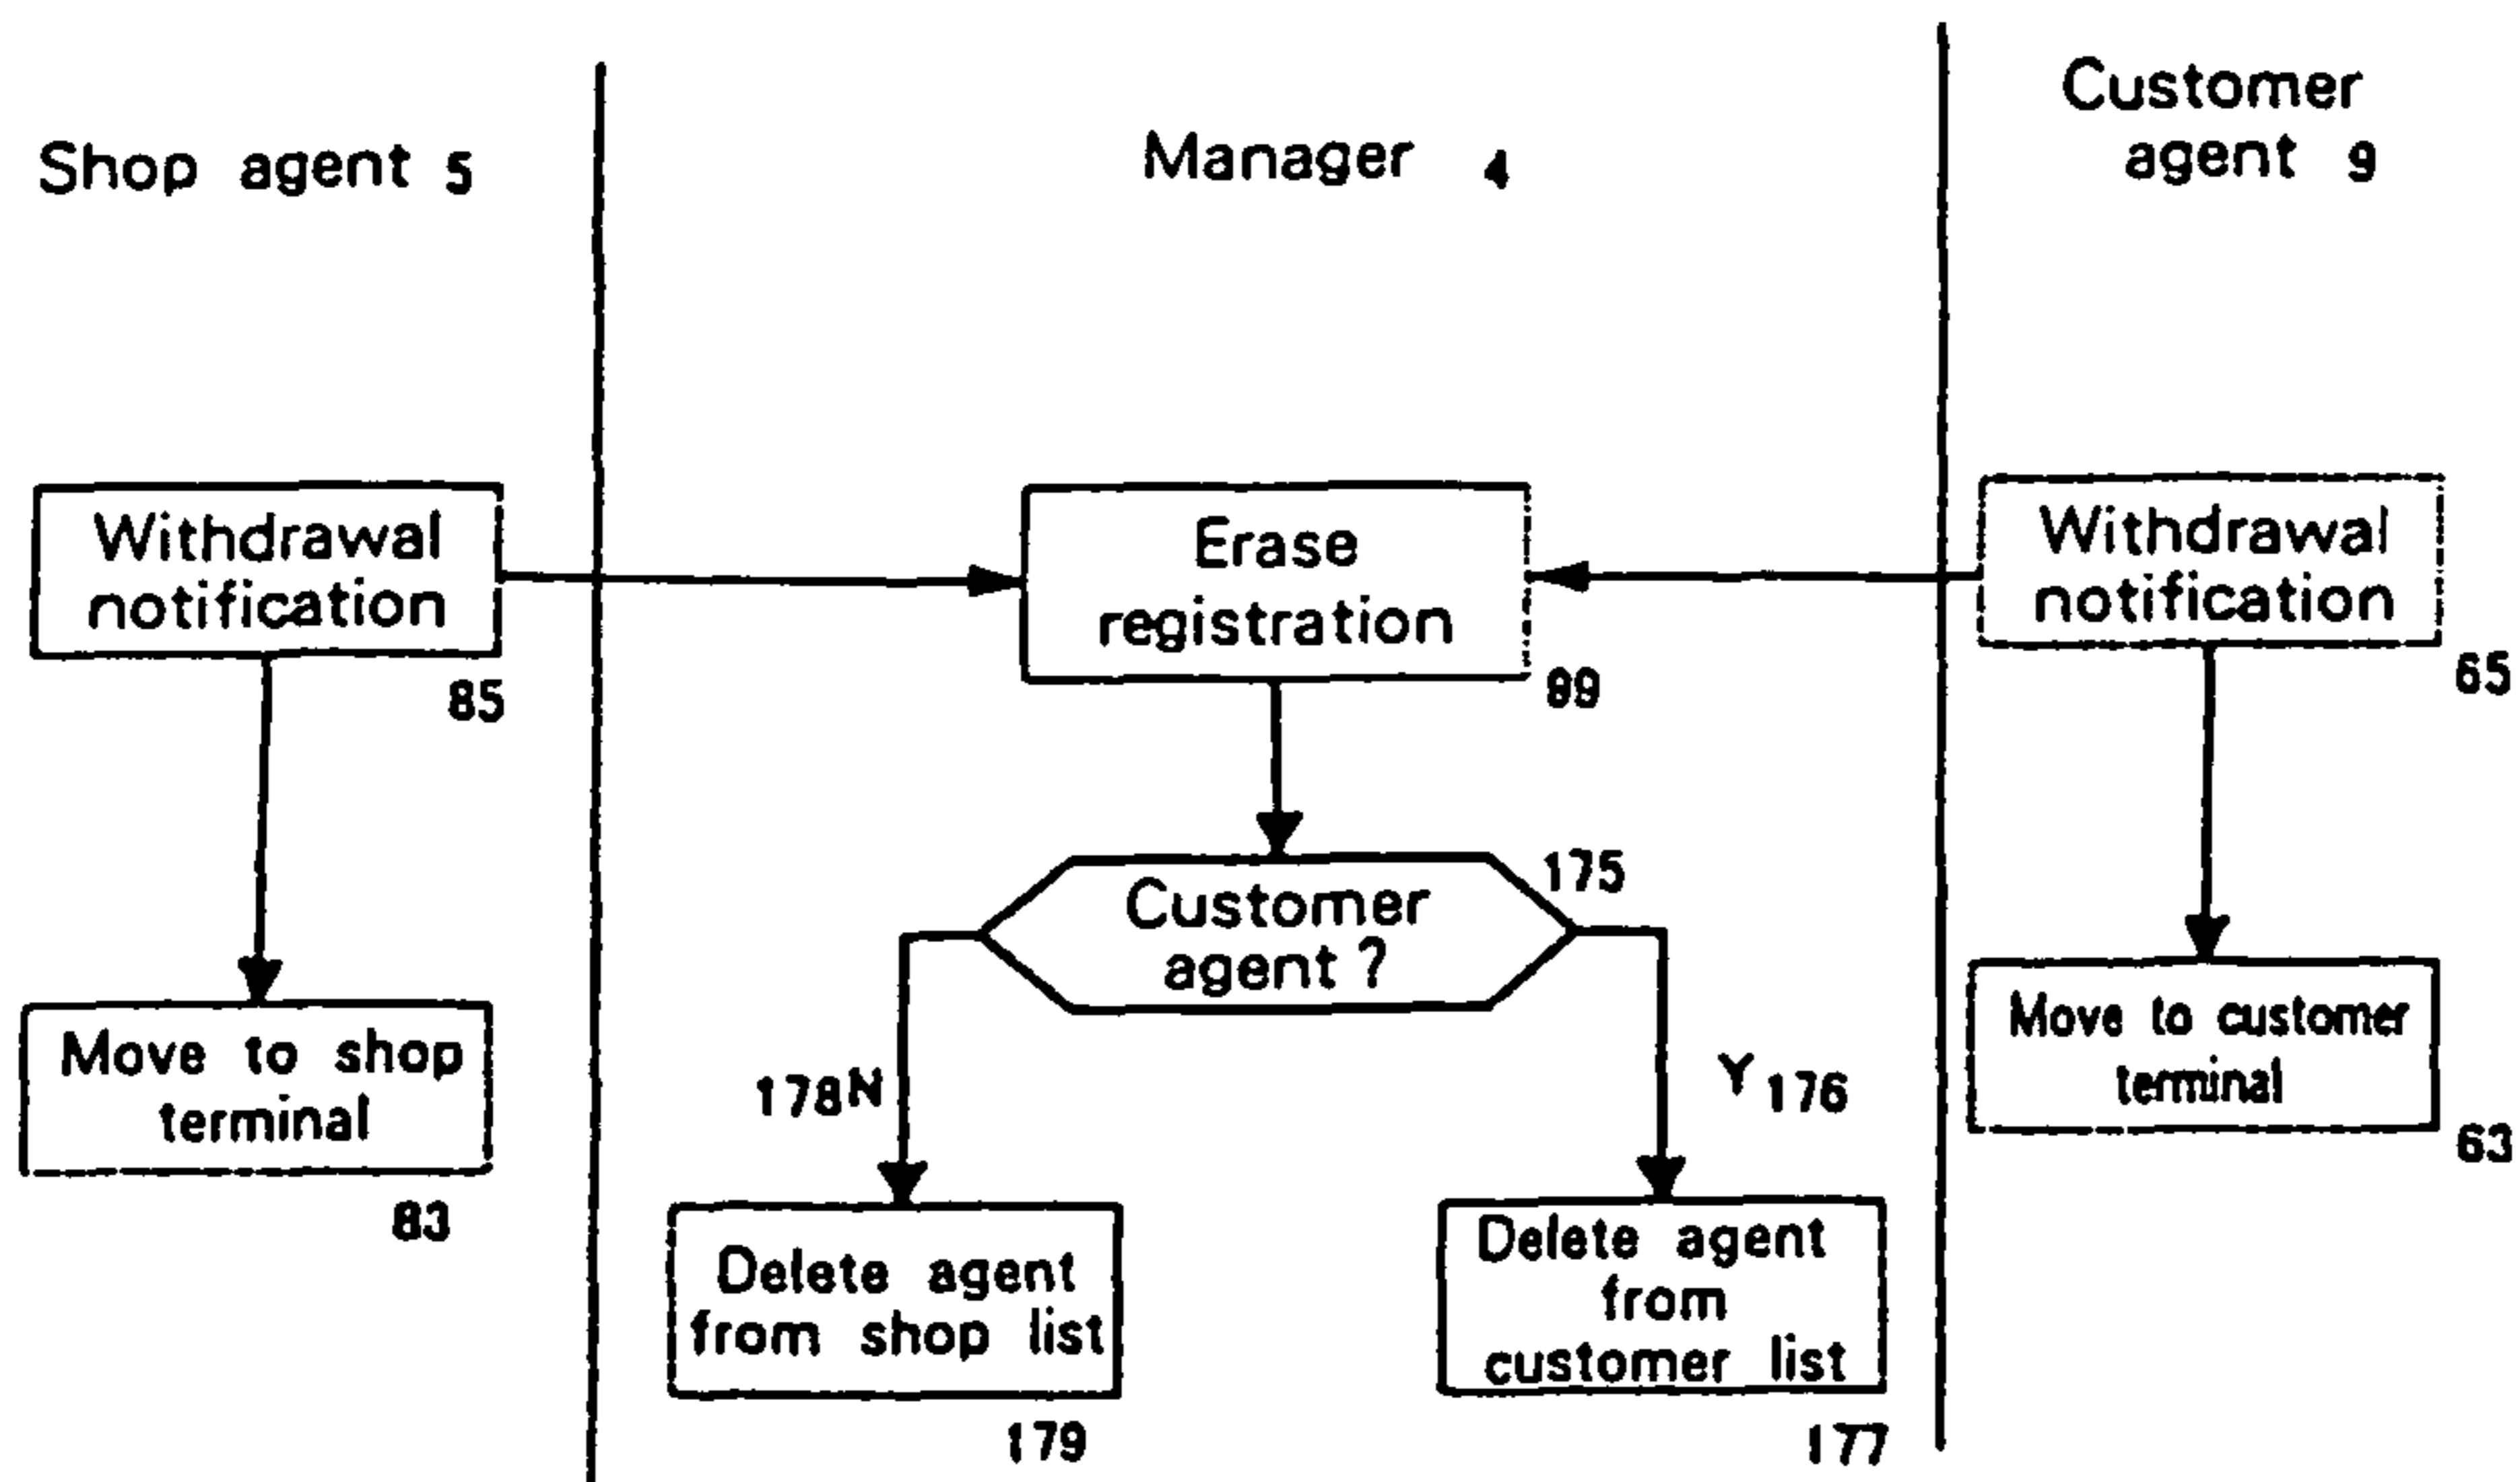 Customer
agent 9
Shop agent 5
Manager 4
Withdrawal
notification
85
Erase
registration
89
Withdrawal
notification
65
Customer
agent ?
175
Move to shop
terminal
83
178 N
Y 176
Move to customer
terminal
63
Delete agent
from shop list
179
Delete agent
from
customer list
177